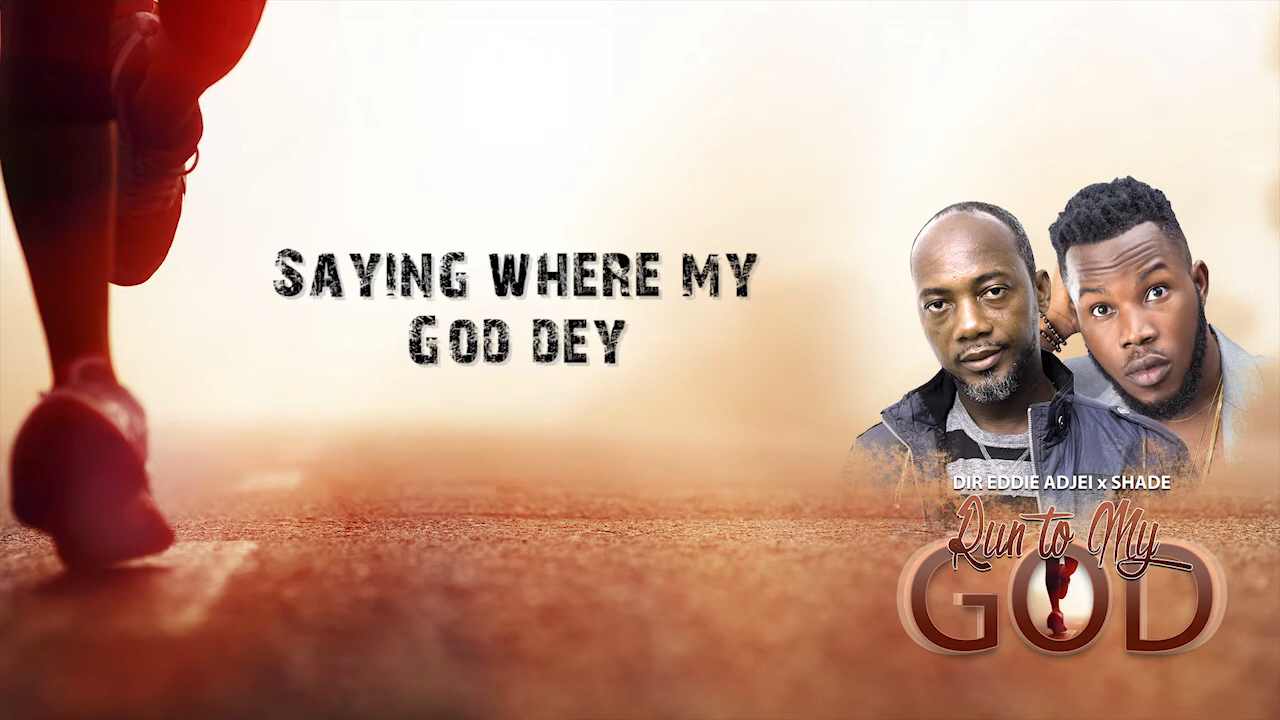 Saying where my
God dey
DIR EDDIE ADJEI x SHADE
Run to My
GOD